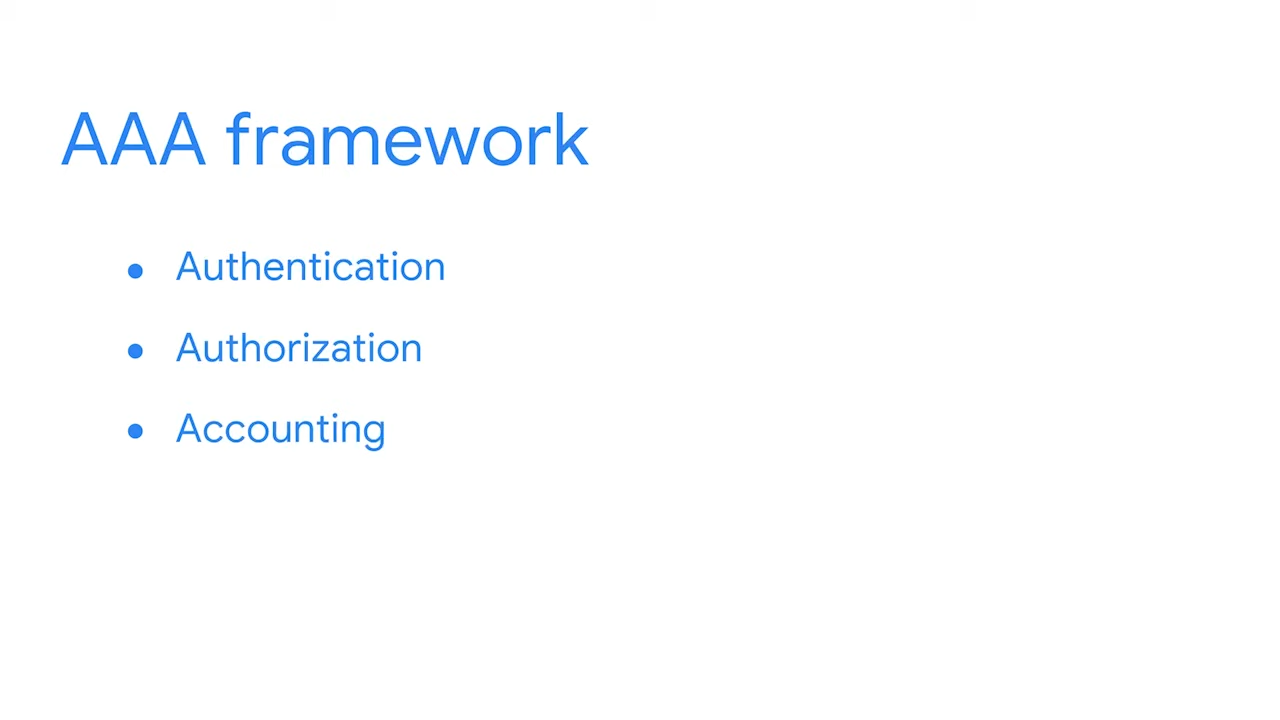 AAA framework
● Authentication
● Authorization
● Accounting